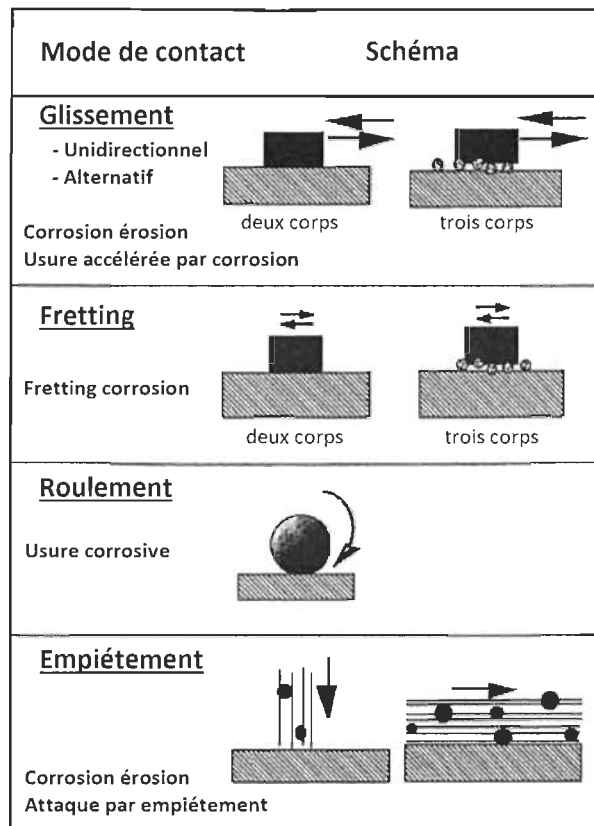 Mode de contact Schéma
Glissement
- Unidirectionnel
- Alternatif
deux corps trois corps
Corrosion érosion
Usure accélérée par corrosion
Fretting
Fretting corrosion
deux corps trois corps
Roulement
Usure corrosive
Empiétement
Corrosion érosion
Attaque par empiétement